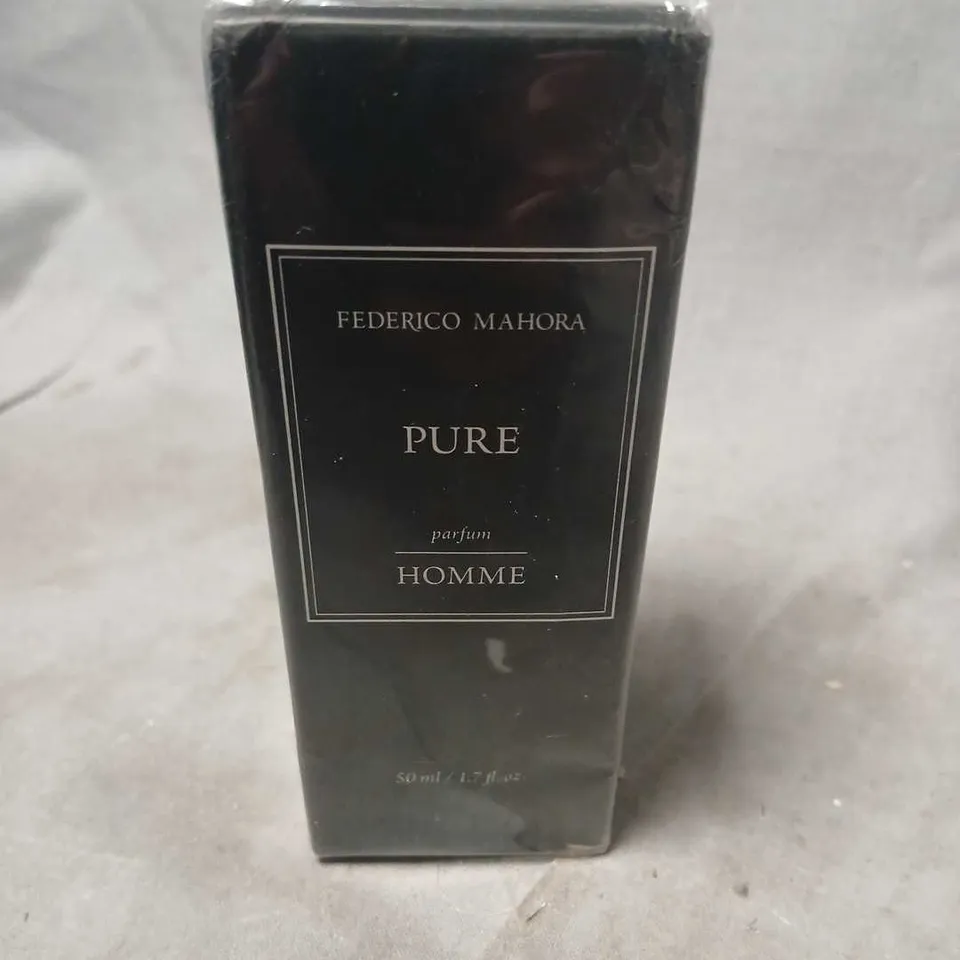 FEDERICO MAHORA
PURE
parfum
HOMME
50 ml / 1.7 fl.oz